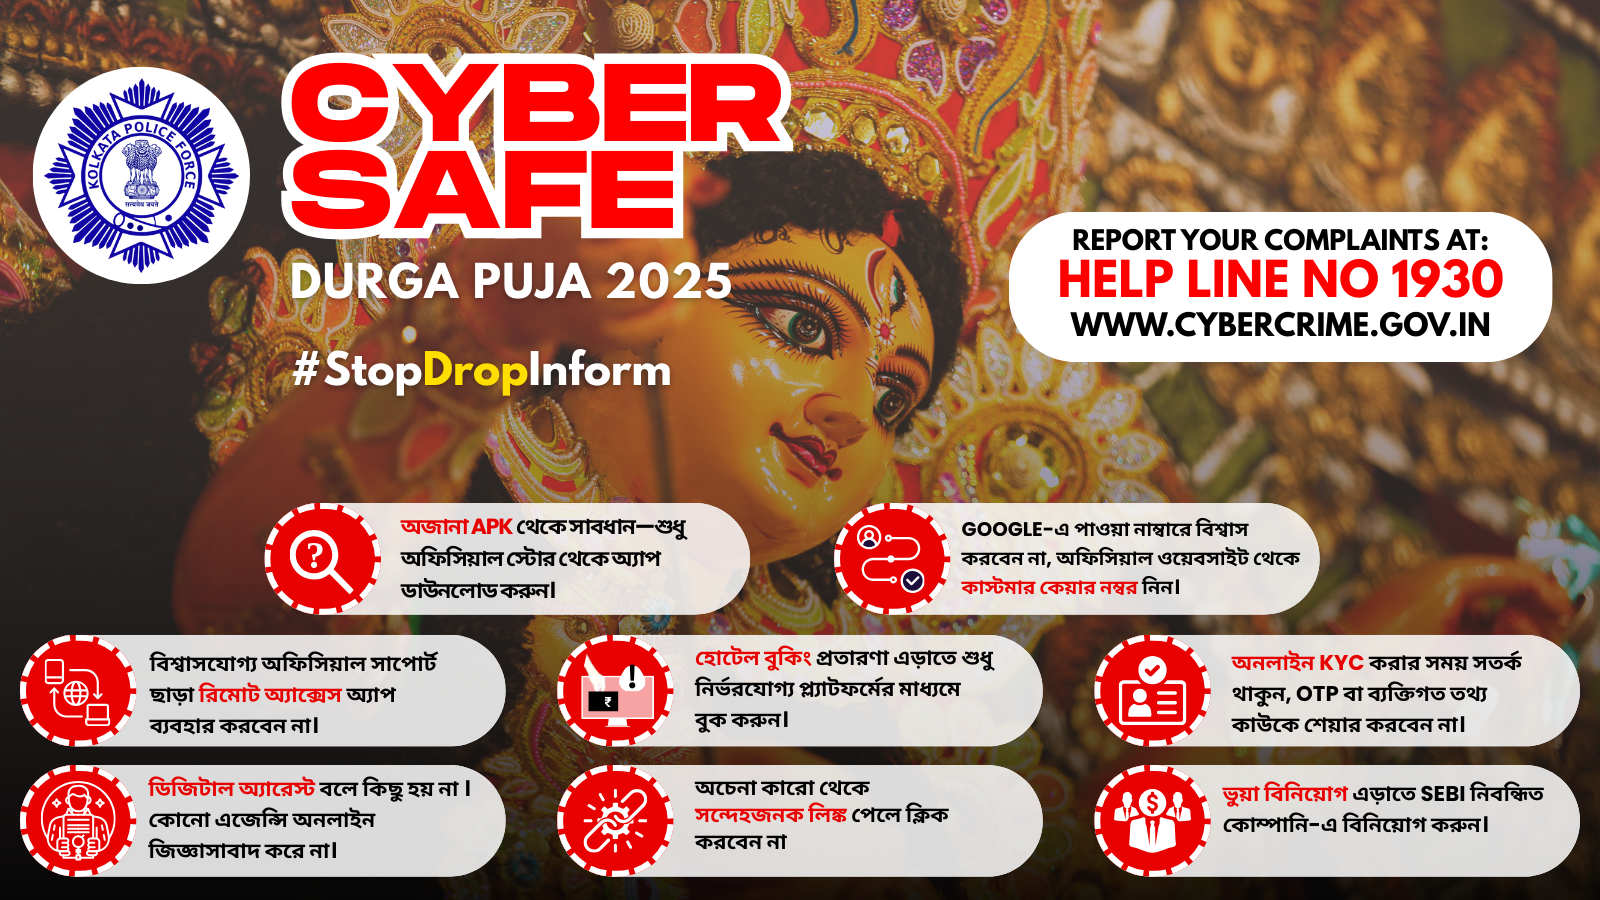 KOLKATA POLICE FORCE
सत्यमेव जयते
CYBER
SAFE
DURGA PUJA 2025
#StopDropInform
REPORT YOUR COMPLAINTS AT:
HELP LINE NO 1930
WWW.CYBERCRIME.GOV.IN
?
অজানা APK থেকে সাবধান—শুধু
অফিসিয়াল স্টোর থেকে অ্যাপ
ডাউনলোড করুন।
GOOGLE-এ পাওয়া নাম্বারে বিশ্বাস
করবেন না, অফিসিয়াল ওয়েবসাইট থেকে
কাস্টমার কেয়ার নম্বর নিন।
বিশ্বাসযোগ্য অফিসিয়াল সাপোর্ট
ছাড়া রিমোট অ্যাক্সেস অ্যাপ
ব্যবহার করবেন না।
!
₹
হোটেল বুকিং প্রতারণা এড়াতে শুধু
নির্ভরযোগ্য প্ল্যাটফর্মের মাধ্যমে
বুক করুন।
অনলাইন KYC করার সময় সতর্ক
থাকুন, OTP বা ব্যক্তিগত তথ্য
কাউকে শেয়ার করবেন না।
ডিজিটাল অ্যারেস্ট বলে কিছু হয় না ।
কোনো এজেন্সি অনলাইন
জিজ্ঞাসাবাদ করে না।
অচেনা কারো থেকে
সন্দেহজনক লিঙ্ক পেলে ক্লিক
করবেন না
$
ভুয়া বিনিয়োগ এড়াতে SEBI নিবন্ধিত
কোম্পানি-এ বিনিয়োগ করুন।